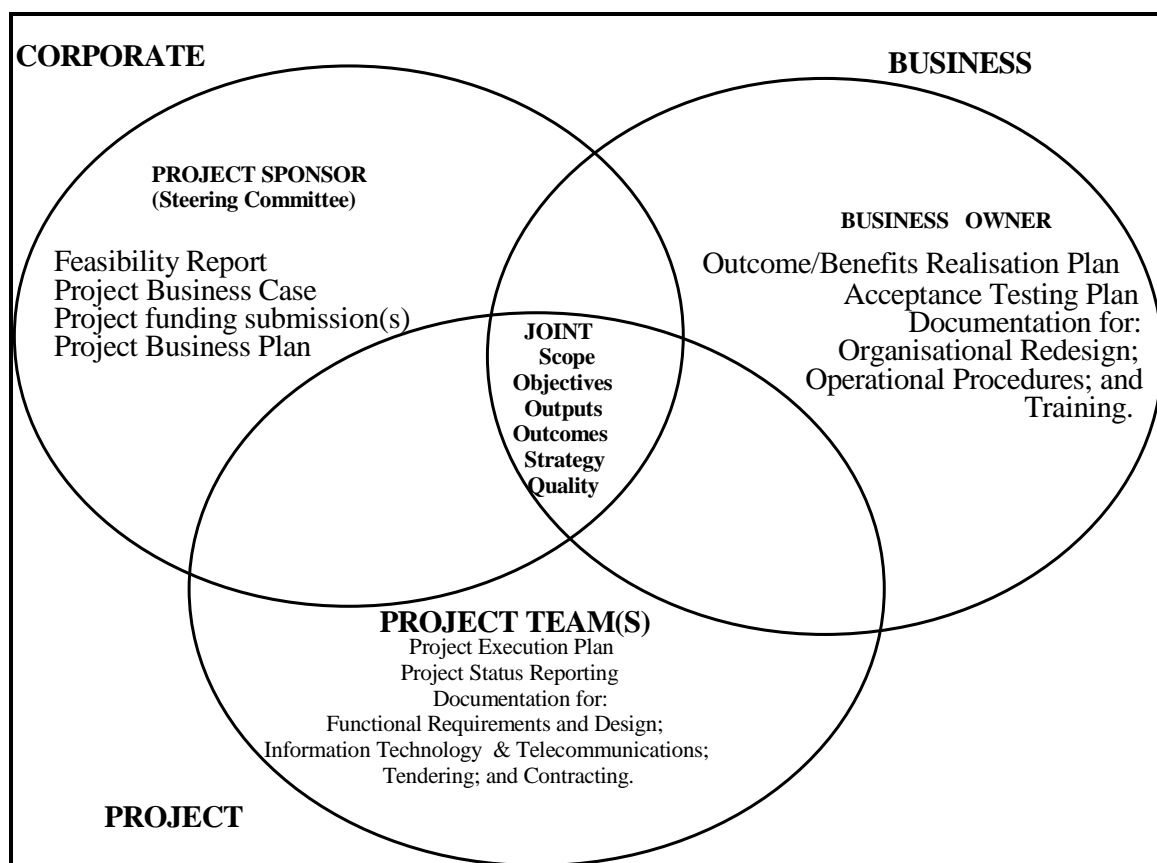 CORPORATE
BUSINESS
PROJECT SPONSOR
(Steering Committee)
Feasibility Report
Project Business Case
Project funding submission(s)
Project Business Plan
BUSINESS OWNER
Outcome/Benefits Realisation Plan
Acceptance Testing Plan
Documentation for:
Organisational Redesign;
Operational Procedures; and
Training.
JOINT
Scope
Objectives
Outputs
Outcomes
Strategy
Quality
PROJECT TEAM(S)
Project Execution Plan
Project Status Reporting
Documentation for:
Functional Requirements and Design;
Information Technology & Telecommunications;
Tendering; and Contracting.
PROJECT